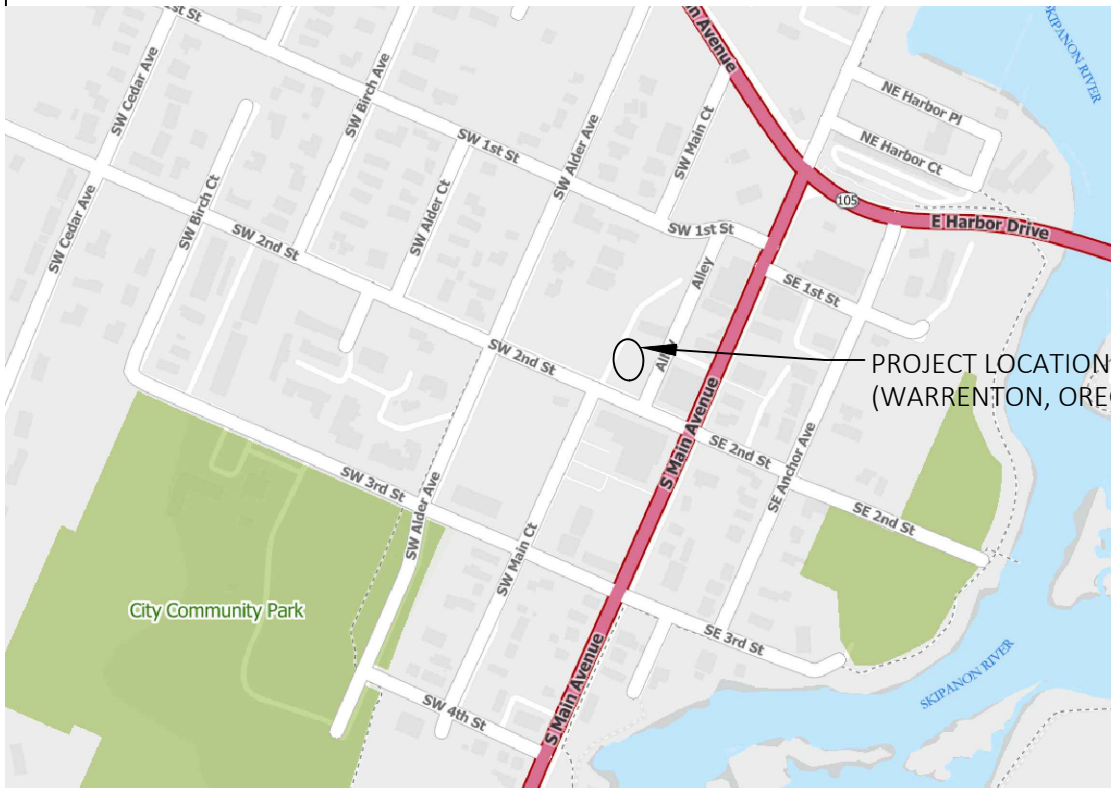 1st St
n Avenue
SKIPANON RIVER
SW Cedar Ave
SW Birch Ave
SW Main Ct
NE Harbor Pl
SW 1st St
SW Alder Ave
NE Harbor Ct
SW Birch Ct
SW Alder Ct
105
SW Cedar Ave
SW 2nd St
SW 1st St
E Harbor Drive
Alley
SE 1st St
SW 2nd St
Alley
PROJECT LOCATION
(WARRENTON, OREG
S Main Avenue
SE 2nd St
SE Anchor Ave
SW 3rd St
SW Alder Ave
SE 2nd St
SW Main Ct
City Community Park
SE 3rd St
SKIPANON RIVER
SW 4th St
S Main Avenue